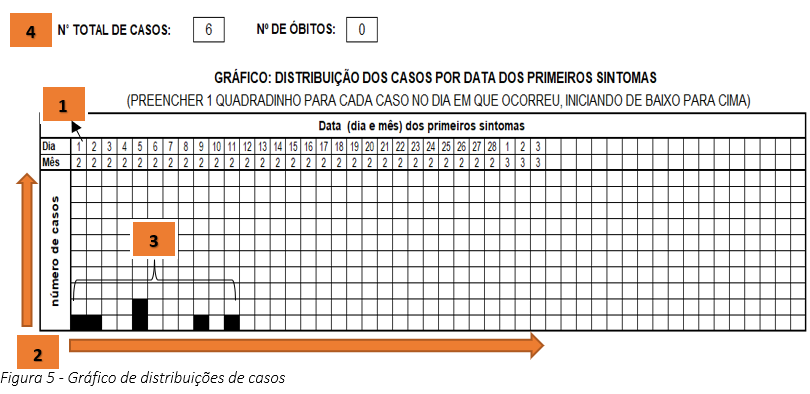 4 N° TOTAL DE CASOS: 6 Nº DE ÓBITOS: 0
GRÁFICO: DISTRIBUIÇÃO DOS CASOS POR DATA DOS PRIMEIROS SINTOMAS
(PREENCHER 1 QUADRADINHO PARA CADA CASO NO DIA EM QUE OCORREU, INICIANDO DE BAIXO PARA CIMA)
1
Data (dia e mês) dos primeiros sintomas
Dia 1 2 3 4 5 6 7 8 9 10 11 12 13 14 15 16 17 18 19 20 21 22 23 24 25 26 27 28 1 2 3
Mês 2 2 2 2 2 2 2 2 2 2 2 2 2 2 2 2 2 2 2 2 2 2 2 2 2 2 2 2 3 3 3
número de casos
3
2
Figura 5 - Gráfico de distribuições de casos